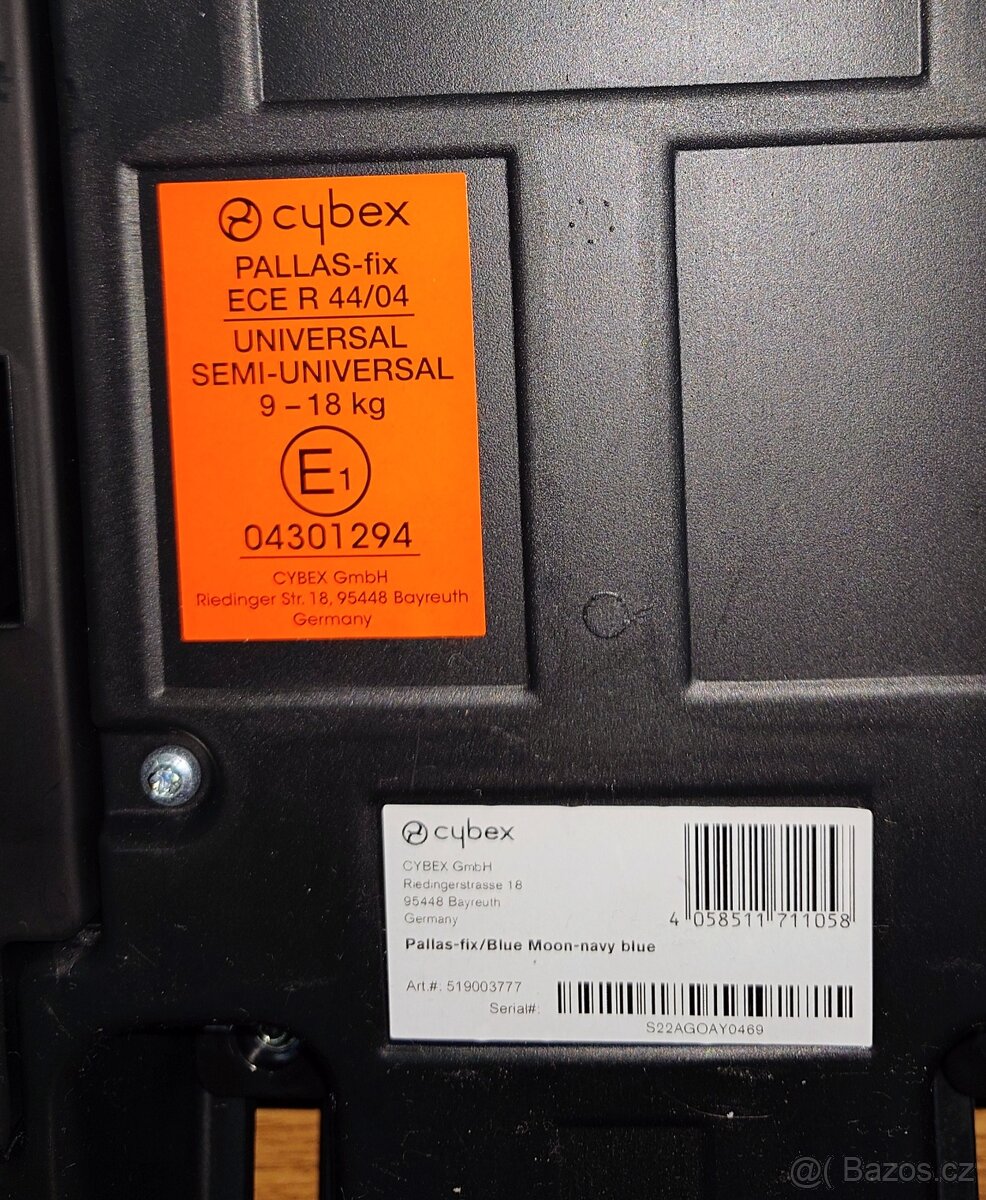 cybex
PALLAS-fix
ECE R 44/04
UNIVERSAL
SEMI-UNIVERSAL
9 – 18 kg
E1
04301294
CYBEX GmbH
Riedinger Str. 18, 95448 Bayreuth
Germany
cybex
CYBEX GmbH
Riedingerstrasse 18
95448 Bayreuth
Germany
4 058511 711058
Pallas-fix/Blue Moon-navy blue
Art.#: 519003777
Serial#:
S22AGOAY0469
@( Bazos.cz